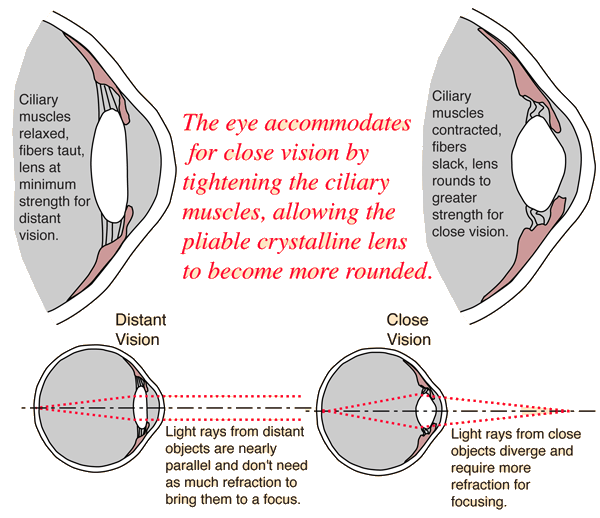 Ciliary
muscles
relaxed,
fibers taut,
lens at
minimum
strength for
distant
vision.
The eye accommodates
for close vision by
tightening the ciliary
muscles, allowing the
pliable crystalline lens
to become more rounded.
Ciliary
muscles
contracted,
fibers
slack, lens
rounds to
greater
strength for
close vision.
Distant
Vision
Light rays from distant
objects are nearly
parallel and don't need
as much refraction to
bring them to a focus.
Close
Vision
Light rays from close
objects diverge and
require more
refraction for
focusing.